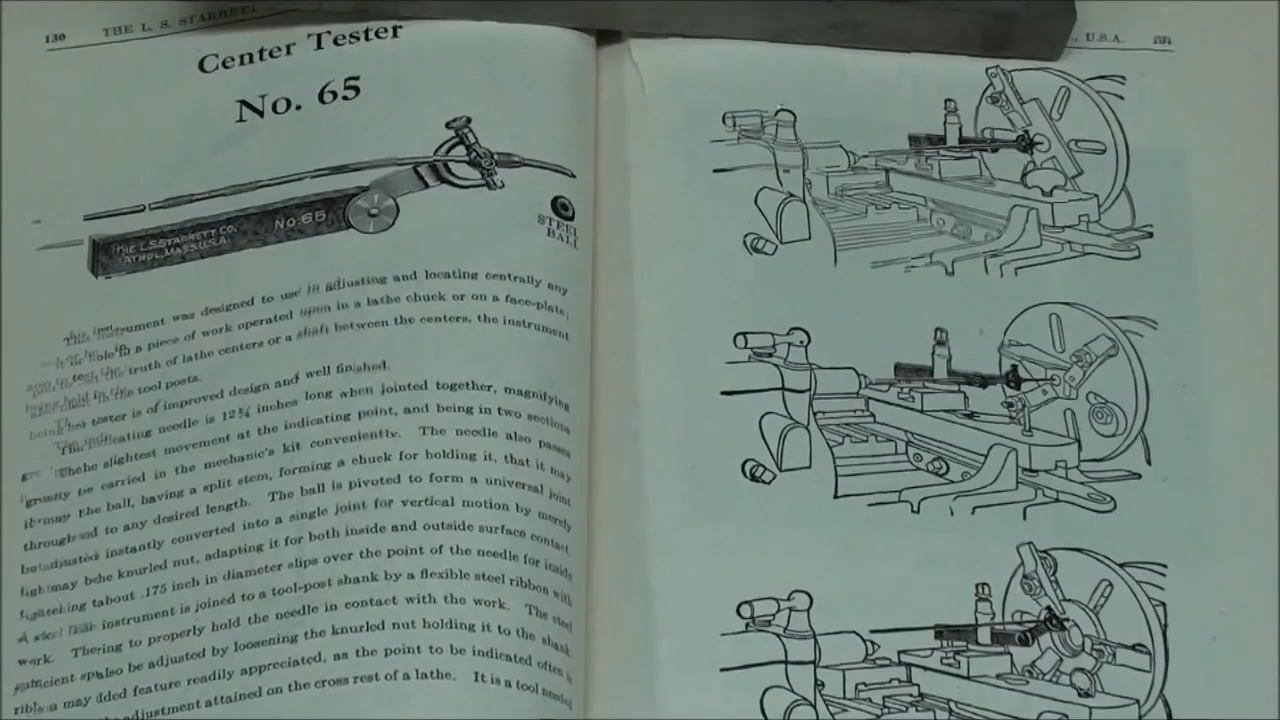 130 THE L. S. STARRETT
U.S.A.
Center Tester
No. 65
THE L.S.STARRETT CO.
ATHOL, MASS. U.S.A.
NO. 65
STEEL
BALL
This instrument was designed to use in adjusting and locating centrally any
hole in a piece of work operated upon in a lathe chuck or on a face-plate,
to test the truth of lathe centers or a shaft between the centers, the instrument
being held in the tool posts.
tester is of improved design and well finished.
The indicating needle is 12¾ inches long when jointed together, magnifying
the slightest movement at the indicating point, and being in two sections
may be carried in the mechanic's kit conveniently. The needle also passes
through the ball, having a split stem, forming a chuck for holding it, that it may
be adjusted to any desired length. The ball is pivoted to form a universal joint
may be instantly converted into a single joint for vertical motion by merely
tightening the knurled nut, adapting it for both inside and outside surface contact.
A steel ball about .175 inch in diameter slips over the point of the needle for inside
work. The instrument is joined to a tool-post shank by a flexible steel ribbon with
sufficient spring to properly hold the needle in contact with the work. The steel
ribbon may also be adjusted by loosening the knurled nut holding it to the shank
added feature readily appreciated, as the point to be indicated often is
adjustment attained on the cross rest of a lathe. It is a tool needed